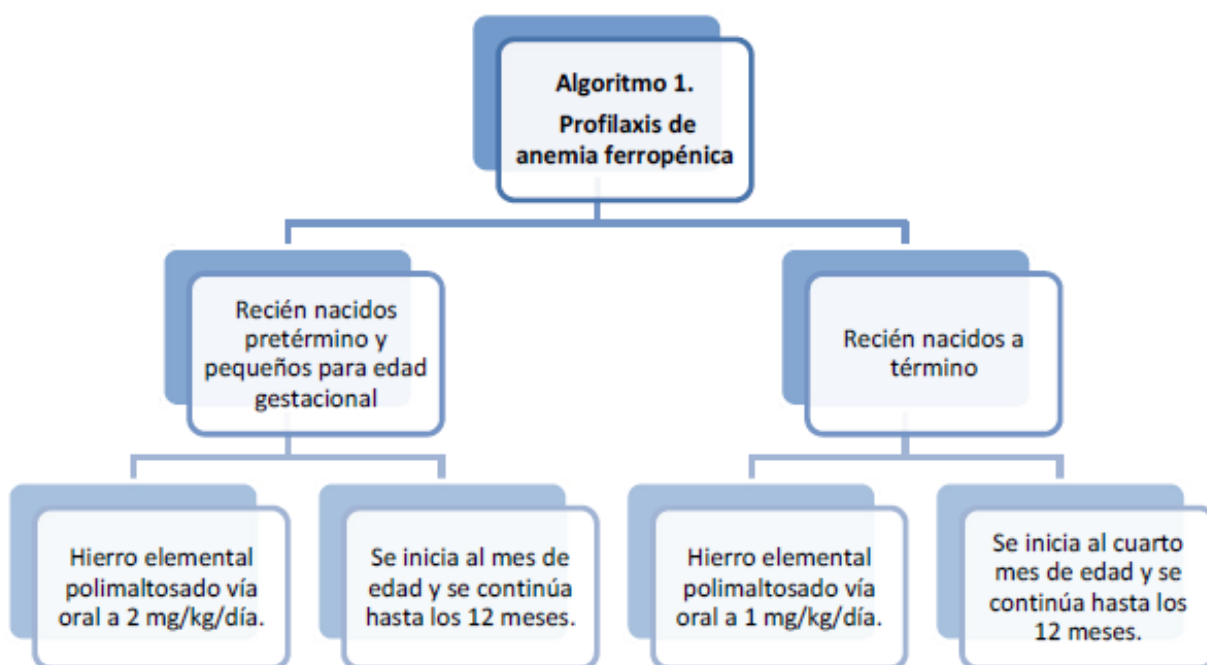 Algoritmo 1.
Profilaxis de
anemia ferropénica
Recién nacidos
pretérmino y
pequeños para edad
gestacional
Recién nacidos a
término
Hierro elemental
polimaltosado vía
oral a 2 mg/kg/día.
Se inicia al mes de
edad y se continúa
hasta los 12 meses.
Hierro elemental
polimaltosado vía
oral a 1 mg/kg/día.
Se inicia al cuarto
mes de edad y se
continúa hasta los
12 meses.